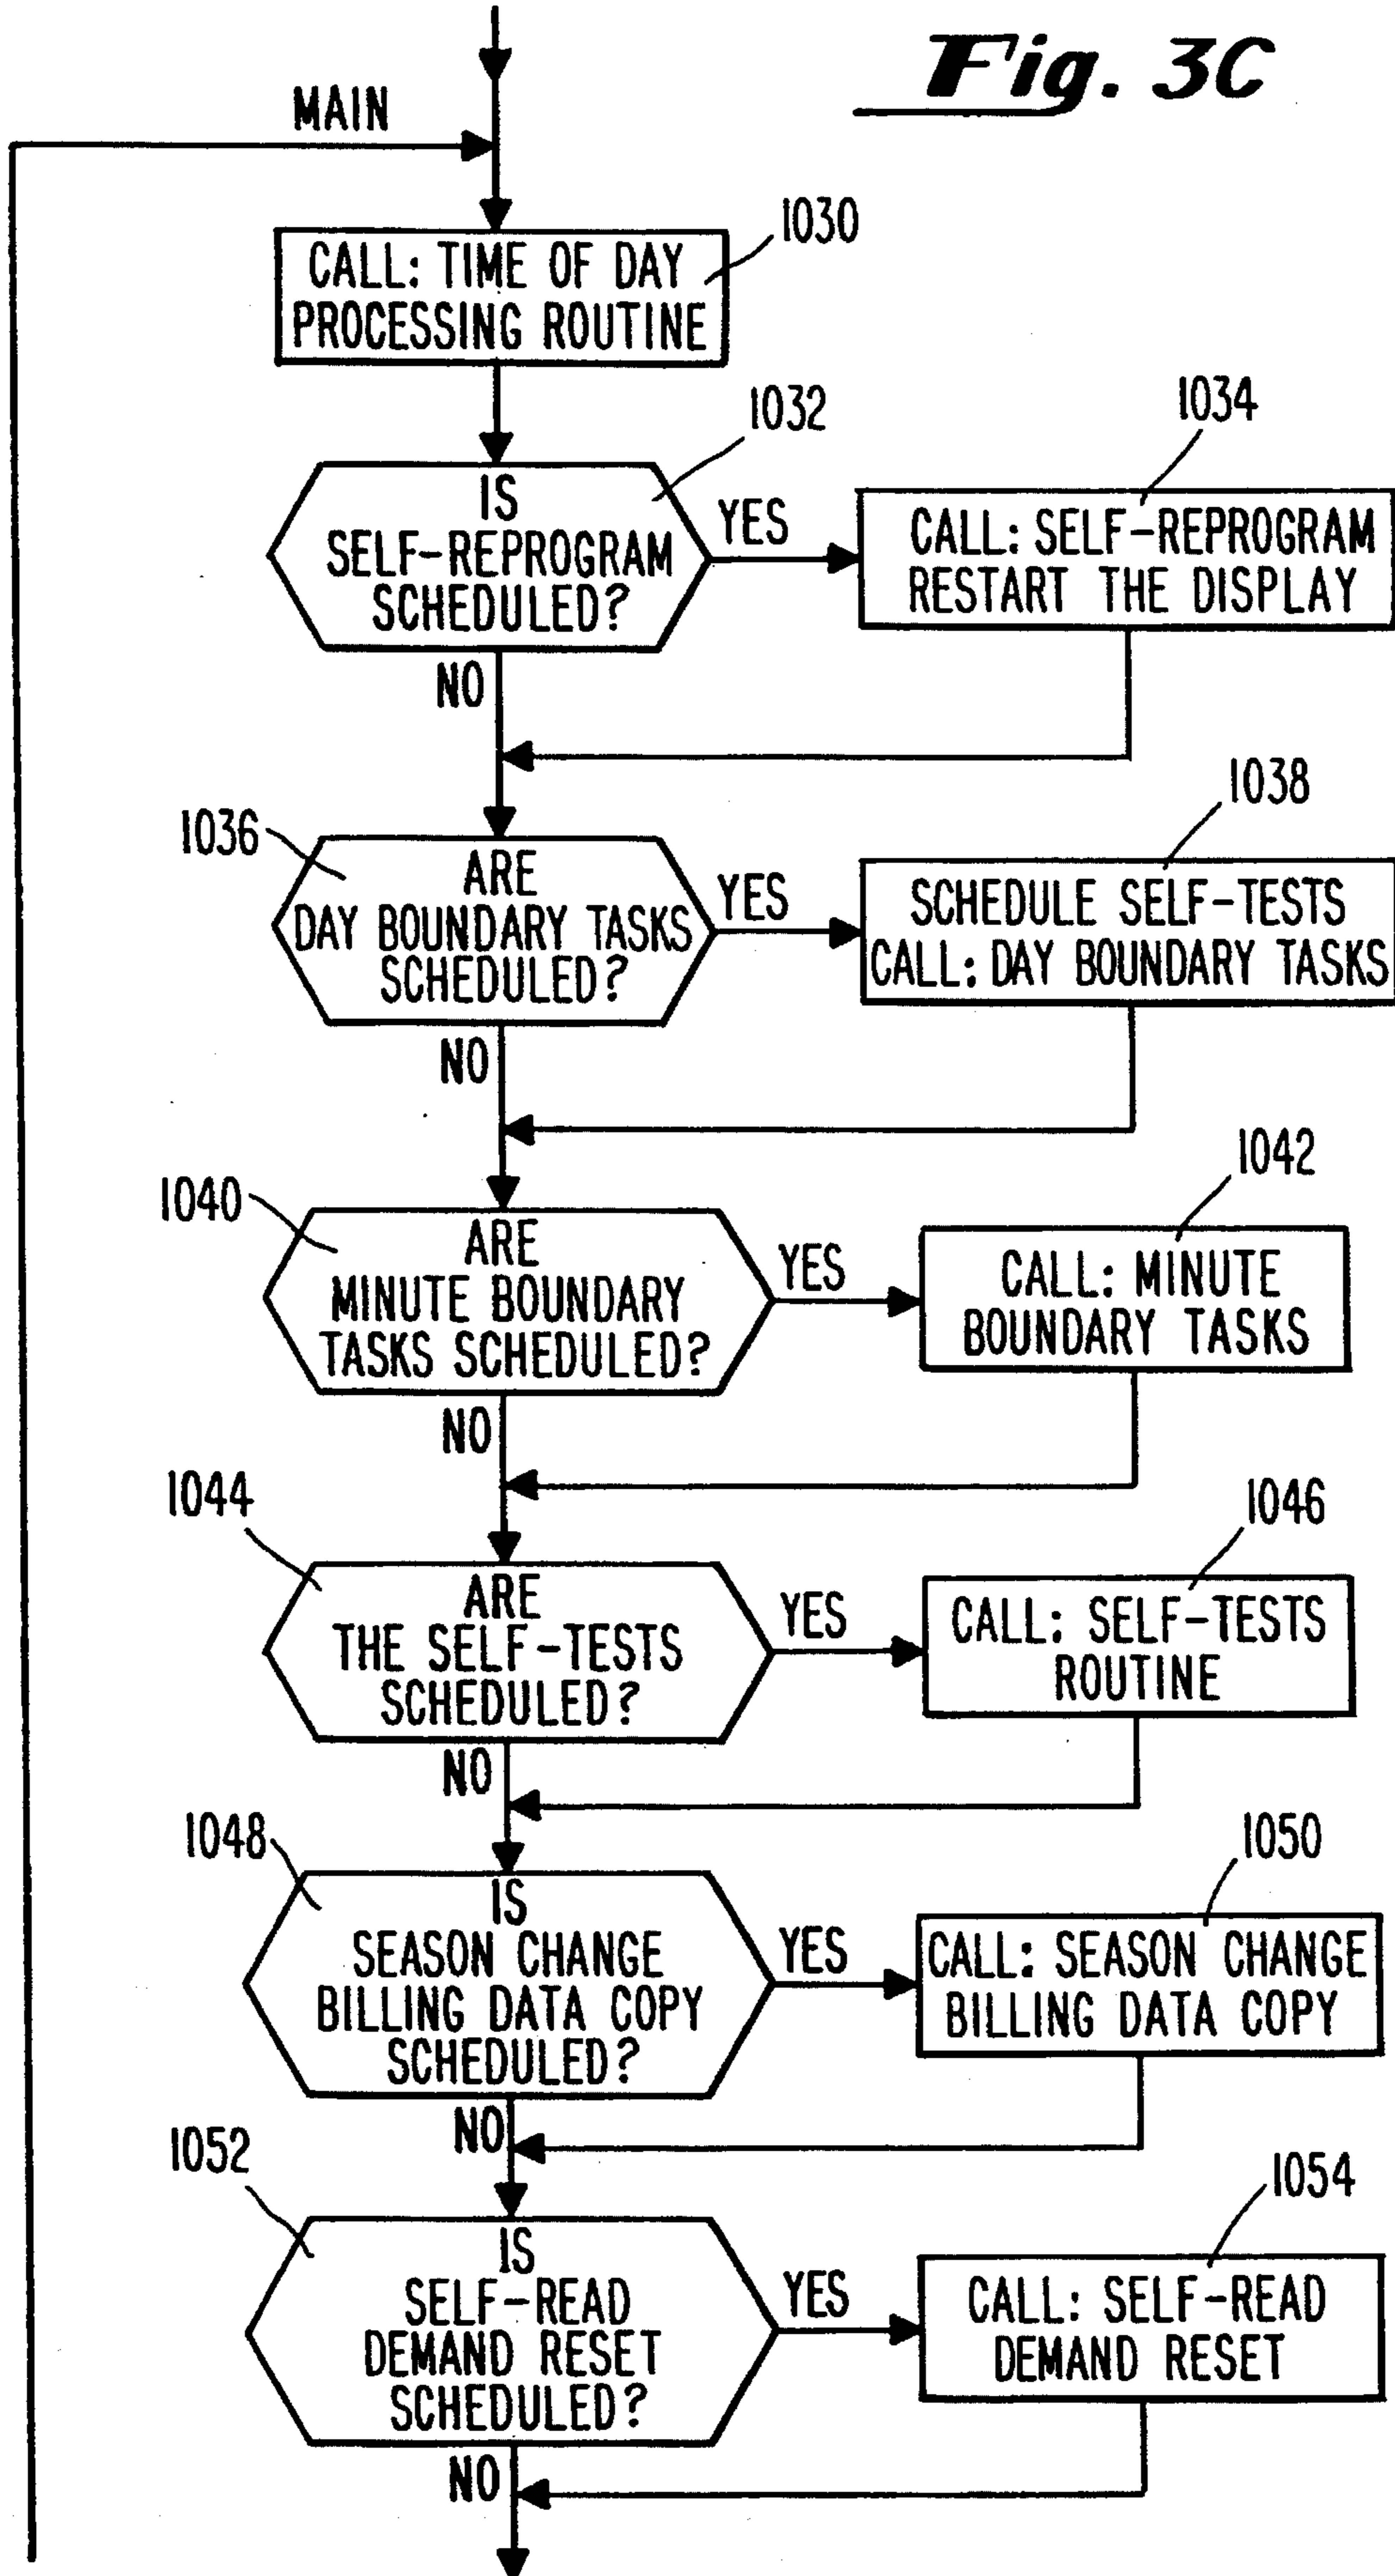 Fig. 3C
MAIN
1030
CALL: TIME OF DAY
PROCESSING ROUTINE
1032
IS
SELF-REPROGRAM
SCHEDULED?
YES
NO
1034
CALL: SELF-REPROGRAM
RESTART THE DISPLAY
1036
ARE
DAY BOUNDARY TASKS
SCHEDULED?
YES
NO
1038
SCHEDULE SELF-TESTS
CALL: DAY BOUNDARY TASKS
1040
ARE
MINUTE BOUNDARY
TASKS SCHEDULED?
YES
NO
1042
CALL: MINUTE
BOUNDARY TASKS
1044
ARE
THE SELF-TESTS
SCHEDULED?
YES
NO
1046
CALL: SELF-TESTS
ROUTINE
1048
IS
SEASON CHANGE
BILLING DATA COPY
SCHEDULED?
YES
NO
1050
CALL: SEASON CHANGE
BILLING DATA COPY
1052
IS
SELF-READ
DEMAND RESET
SCHEDULED?
YES
NO
1054
CALL: SELF-READ
DEMAND RESET